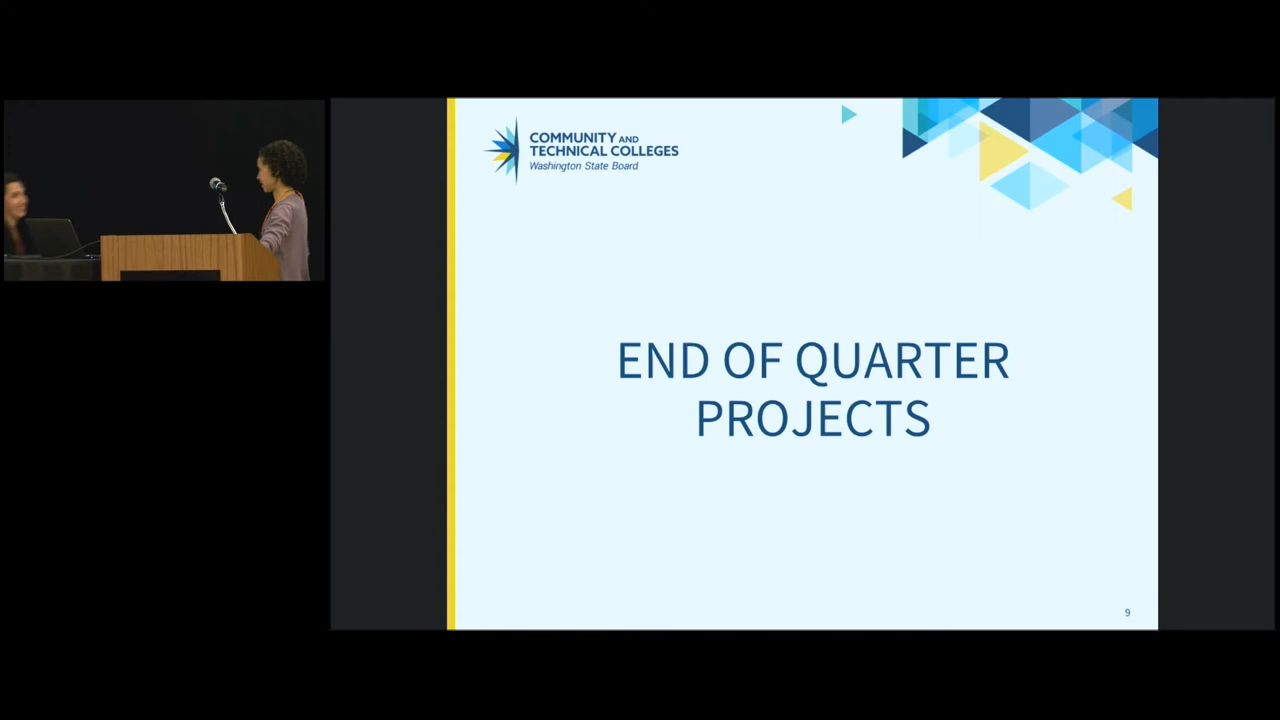 COMMUNITY AND
TECHNICAL COLLEGES
Washington State Board
END OF QUARTER
PROJECTS
9